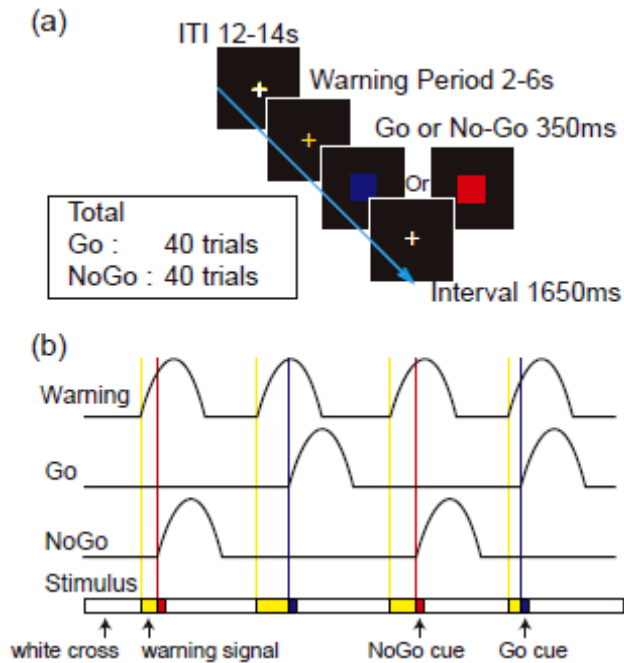 (a)
ITI 12-14s
Warning Period 2-6s
Go or No-Go 350ms
Or
Total
Go : 40 trials
NoGo : 40 trials
Interval 1650ms
(b)
Warning
Go
NoGo
Stimulus
white cross warning signal NoGo cue Go cue